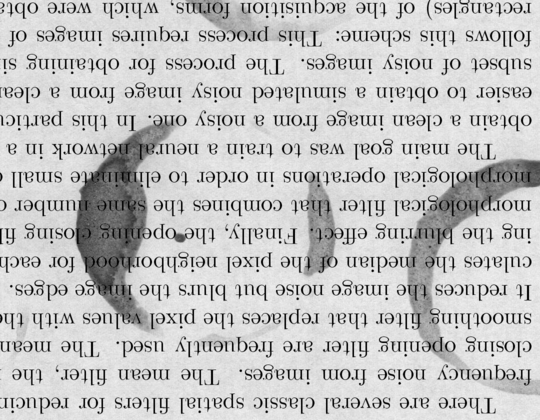 There are several classic spatial filters for reducin
frequency noise from images. The mean filter, the
closing opening filter are frequently used. The mean
smoothing filter that replaces the pixel values with the
It reduces the image noise but blurs the image edges.
culates the median of the pixel neighborhood for each
ing the blurring effect. Finally, the opening closing fil
morphological filter that combines the same number o
morphological operations in order to eliminate small
The main goal was to train a neural network in a
obtain a clean image from a noisy one. In this particu
easier to obtain a simulated noisy image from a clea
subset of noisy images. The process for obtaining si
follows this scheme: This process requires images of
rectangles) of the acquisition forms, which were obta